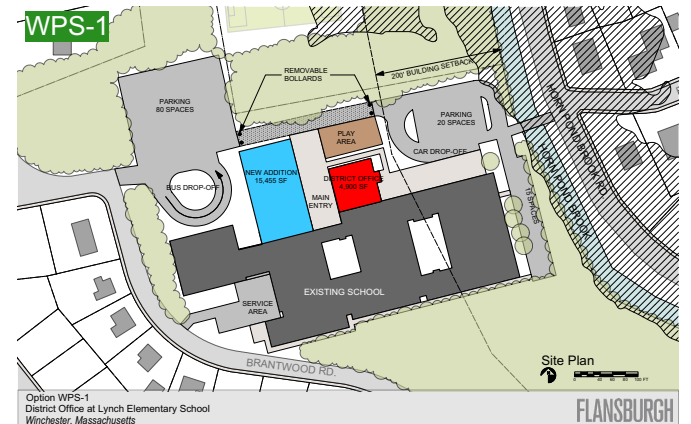 WPS-1
REMOVABLE
BOLLARDS
200' BUILDING SETBACK
PARKING
80 SPACES
PARKING
20 SPACES
HORN POND BROOK RD.
PLAY
AREA
CAR DROP-OFF
HORN POND BROOK
NEW ADDITION
15,455 SF
DISTRICT OFFICE
4,900 SF
BUS DROP-OFF
MAIN
ENTRY
15 SPACES
EXISTING SCHOOL
SERVICE
AREA
BRANTWOOD RD.
Site Plan
Option WPS-1
District Office at Lynch Elementary School
Winchester, Massachusetts
FLANSBURGH